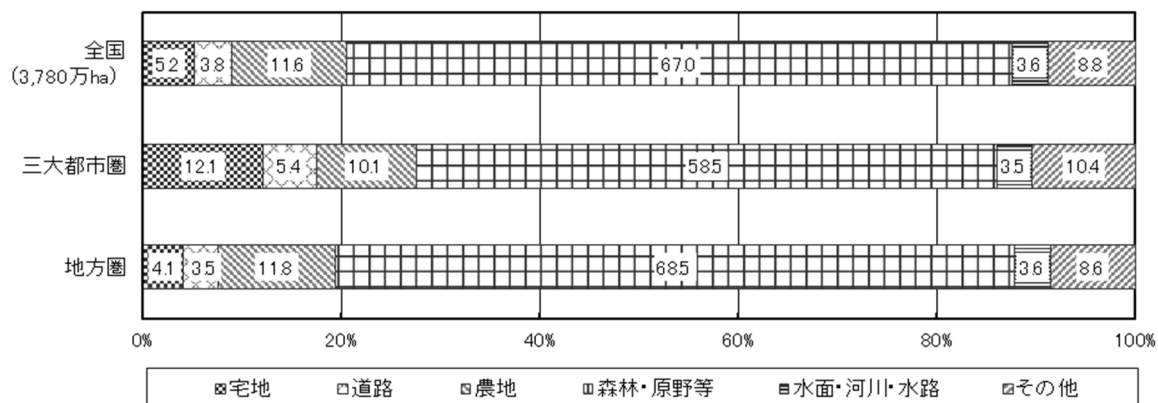 全国
(3,780万ha)
5.2 3.8 11.6 67.0 3.6 8.8
三大都市圏
12.1 5.4 10.1 58.5 3.5 10.4
地方圏
4.1 3.5 11.8 68.5 3.6 8.6
0% 20% 40% 60% 80% 100%
宅地 道路 農地 森林・原野等 水面・河川・水路 その他